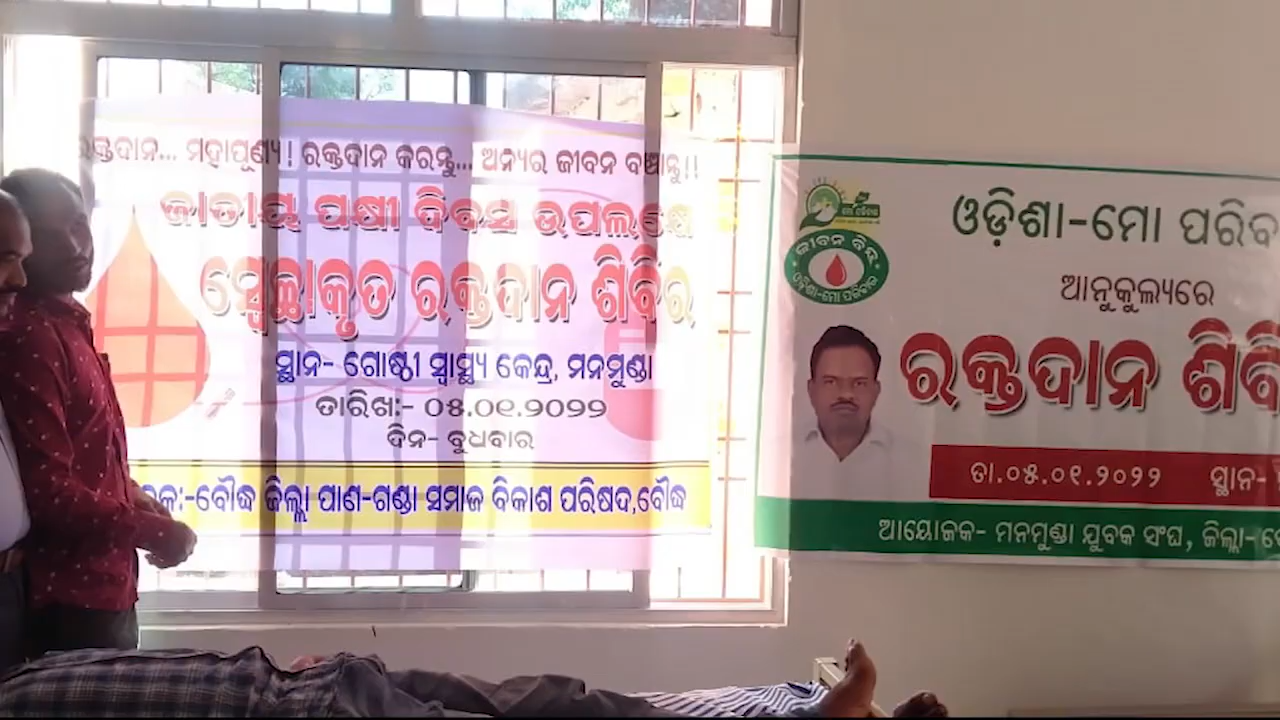 ରକ୍ତଦାନ... ମହାପୂଣ୍ୟ! ରକ୍ତଦାନ କରନ୍ତୁ... ଅନ୍ୟର ଜୀବନ ବଞ୍ଚାନ୍ତୁ!!
ଜାତୀୟ ପକ୍ଷୀ ଦିବସ ଉପଲକ୍ଷେ
ସ୍ୱେଚ୍ଛାକୃତ ରକ୍ତଦାନ ଶିବିର
ସ୍ଥାନ- ଗୋଷ୍ଠୀ ସ୍ୱାସ୍ଥ୍ୟ କେନ୍ଦ୍ର, ମନମୁଣ୍ଡା
ତାରିଖ:- ୦୫.୦୧.୨୦୨୨
ଦିନ- ବୁଧବାର
ବୌଦ୍ଧ ଜିଲ୍ଲା ପାଣ-ଗଣ୍ଡା ସମାଜ ବିକାଶ ପରିଷଦ,ବୌଦ୍ଧ
ଜୀବନ ବିନ୍ଦୁ
ଓଡ଼ିଶା-ମୋ ପରିବାର
ଓଡ଼ିଶା-ମୋ
ଆନୁକୁଲ୍ୟରେ
ରକ୍ତଦାନ
ତା.୦୫.୦୧.୨୦୨୨ ସ୍ଥାନ-
ଆୟୋଜକ- ମନମୁଣ୍ଡା ଯୁବକ ସଂଘ, ଜିଲ୍ଲା-